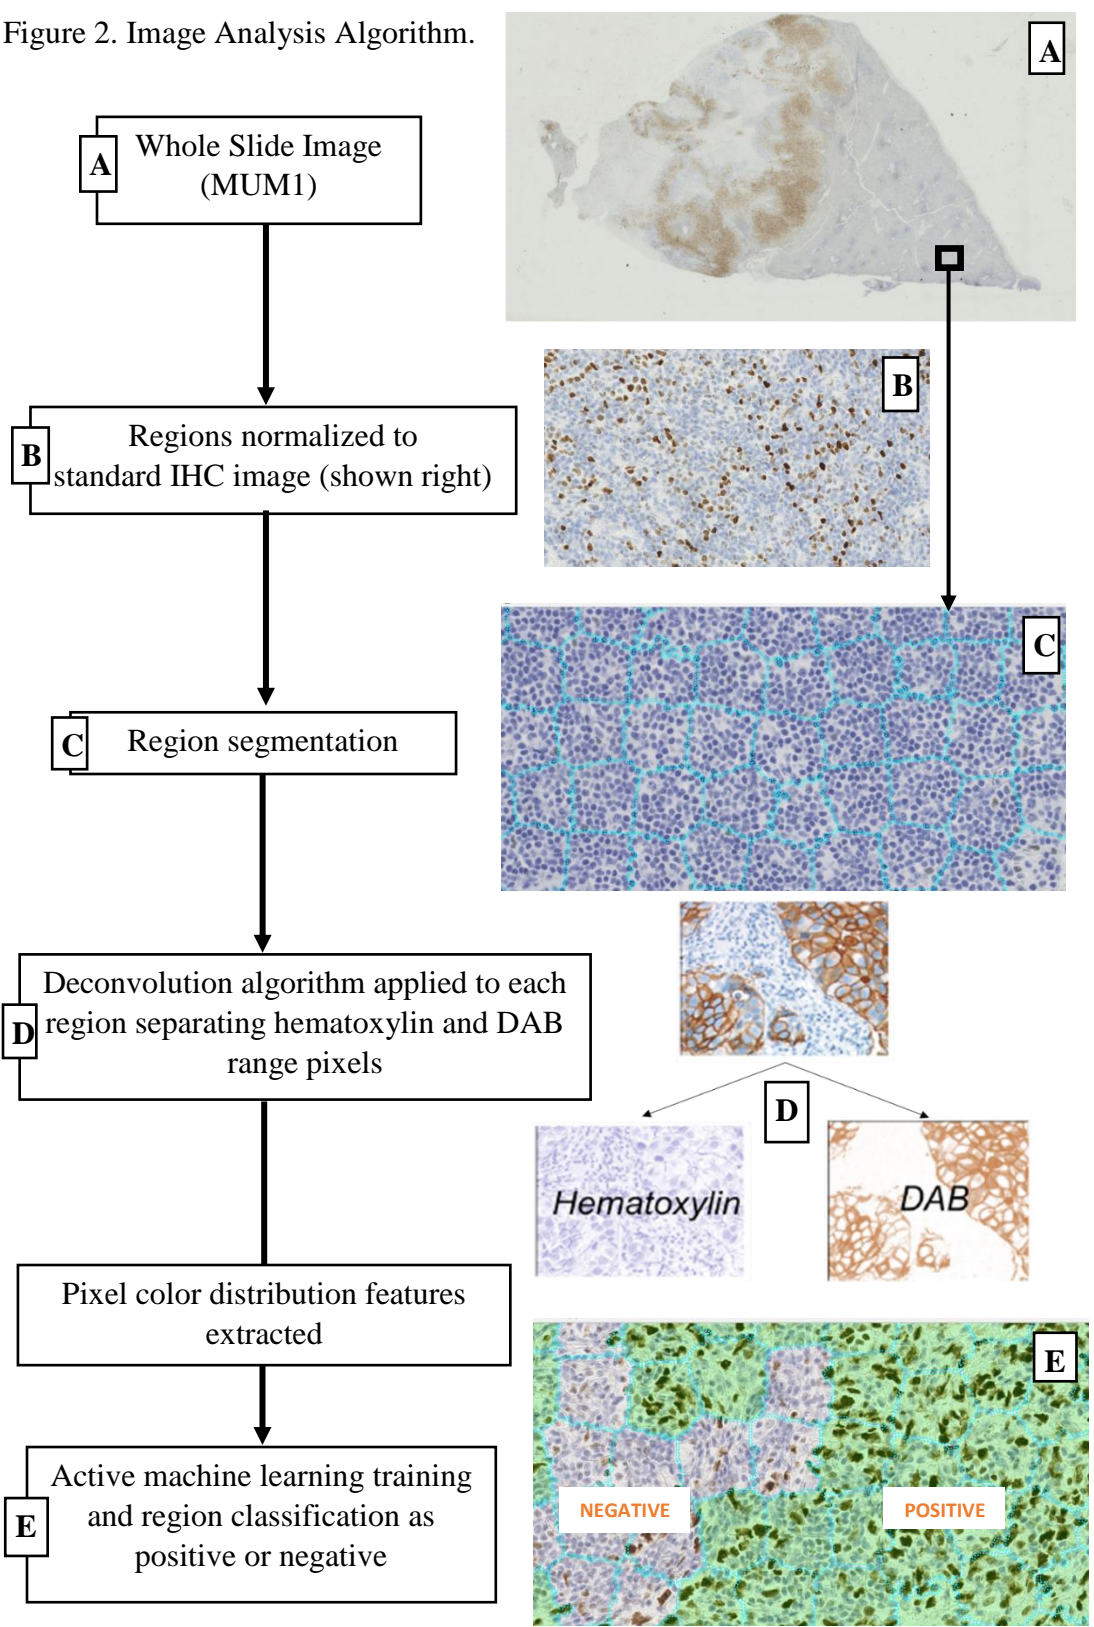 Figure 2. Image Analysis Algorithm.
A
A
Whole Slide Image
(MUM1)
B
B
Regions normalized to
standard IHC image (shown right)
C
C
Region segmentation
D
Deconvolution algorithm applied to each
region separating hematoxylin and DAB
range pixels
D
Hematoxylin
DAB
Pixel color distribution features
extracted
E
E
Active machine learning training
and region classification as
positive or negative
NEGATIVE
POSITIVE